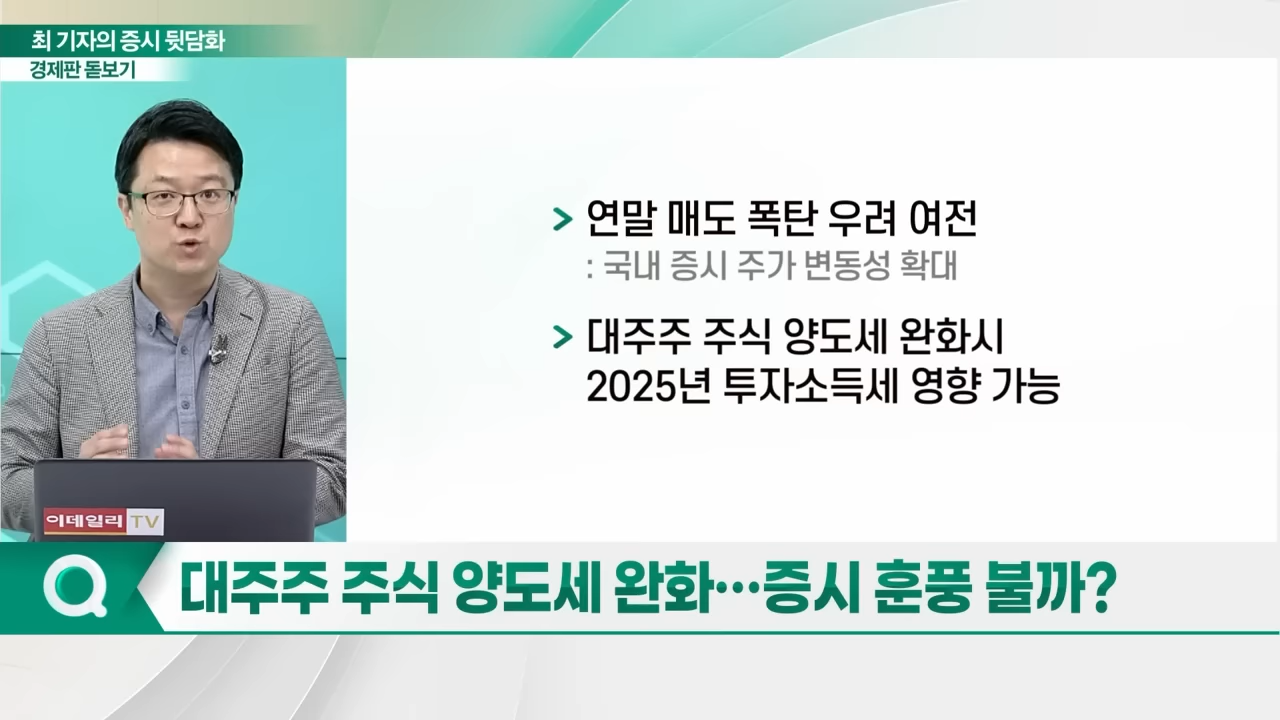 최 기자의 증시 뒷담화
경제판 돋보기
> 연말 매도 폭탄 우려 여전
: 국내 증시 주가 변동성 확대
> 대주주 주식 양도세 완화시
2025년 투자소득세 영향 가능
이데일리 TV
Q 대주주 주식 양도세 완화…증시 훈풍 불까?